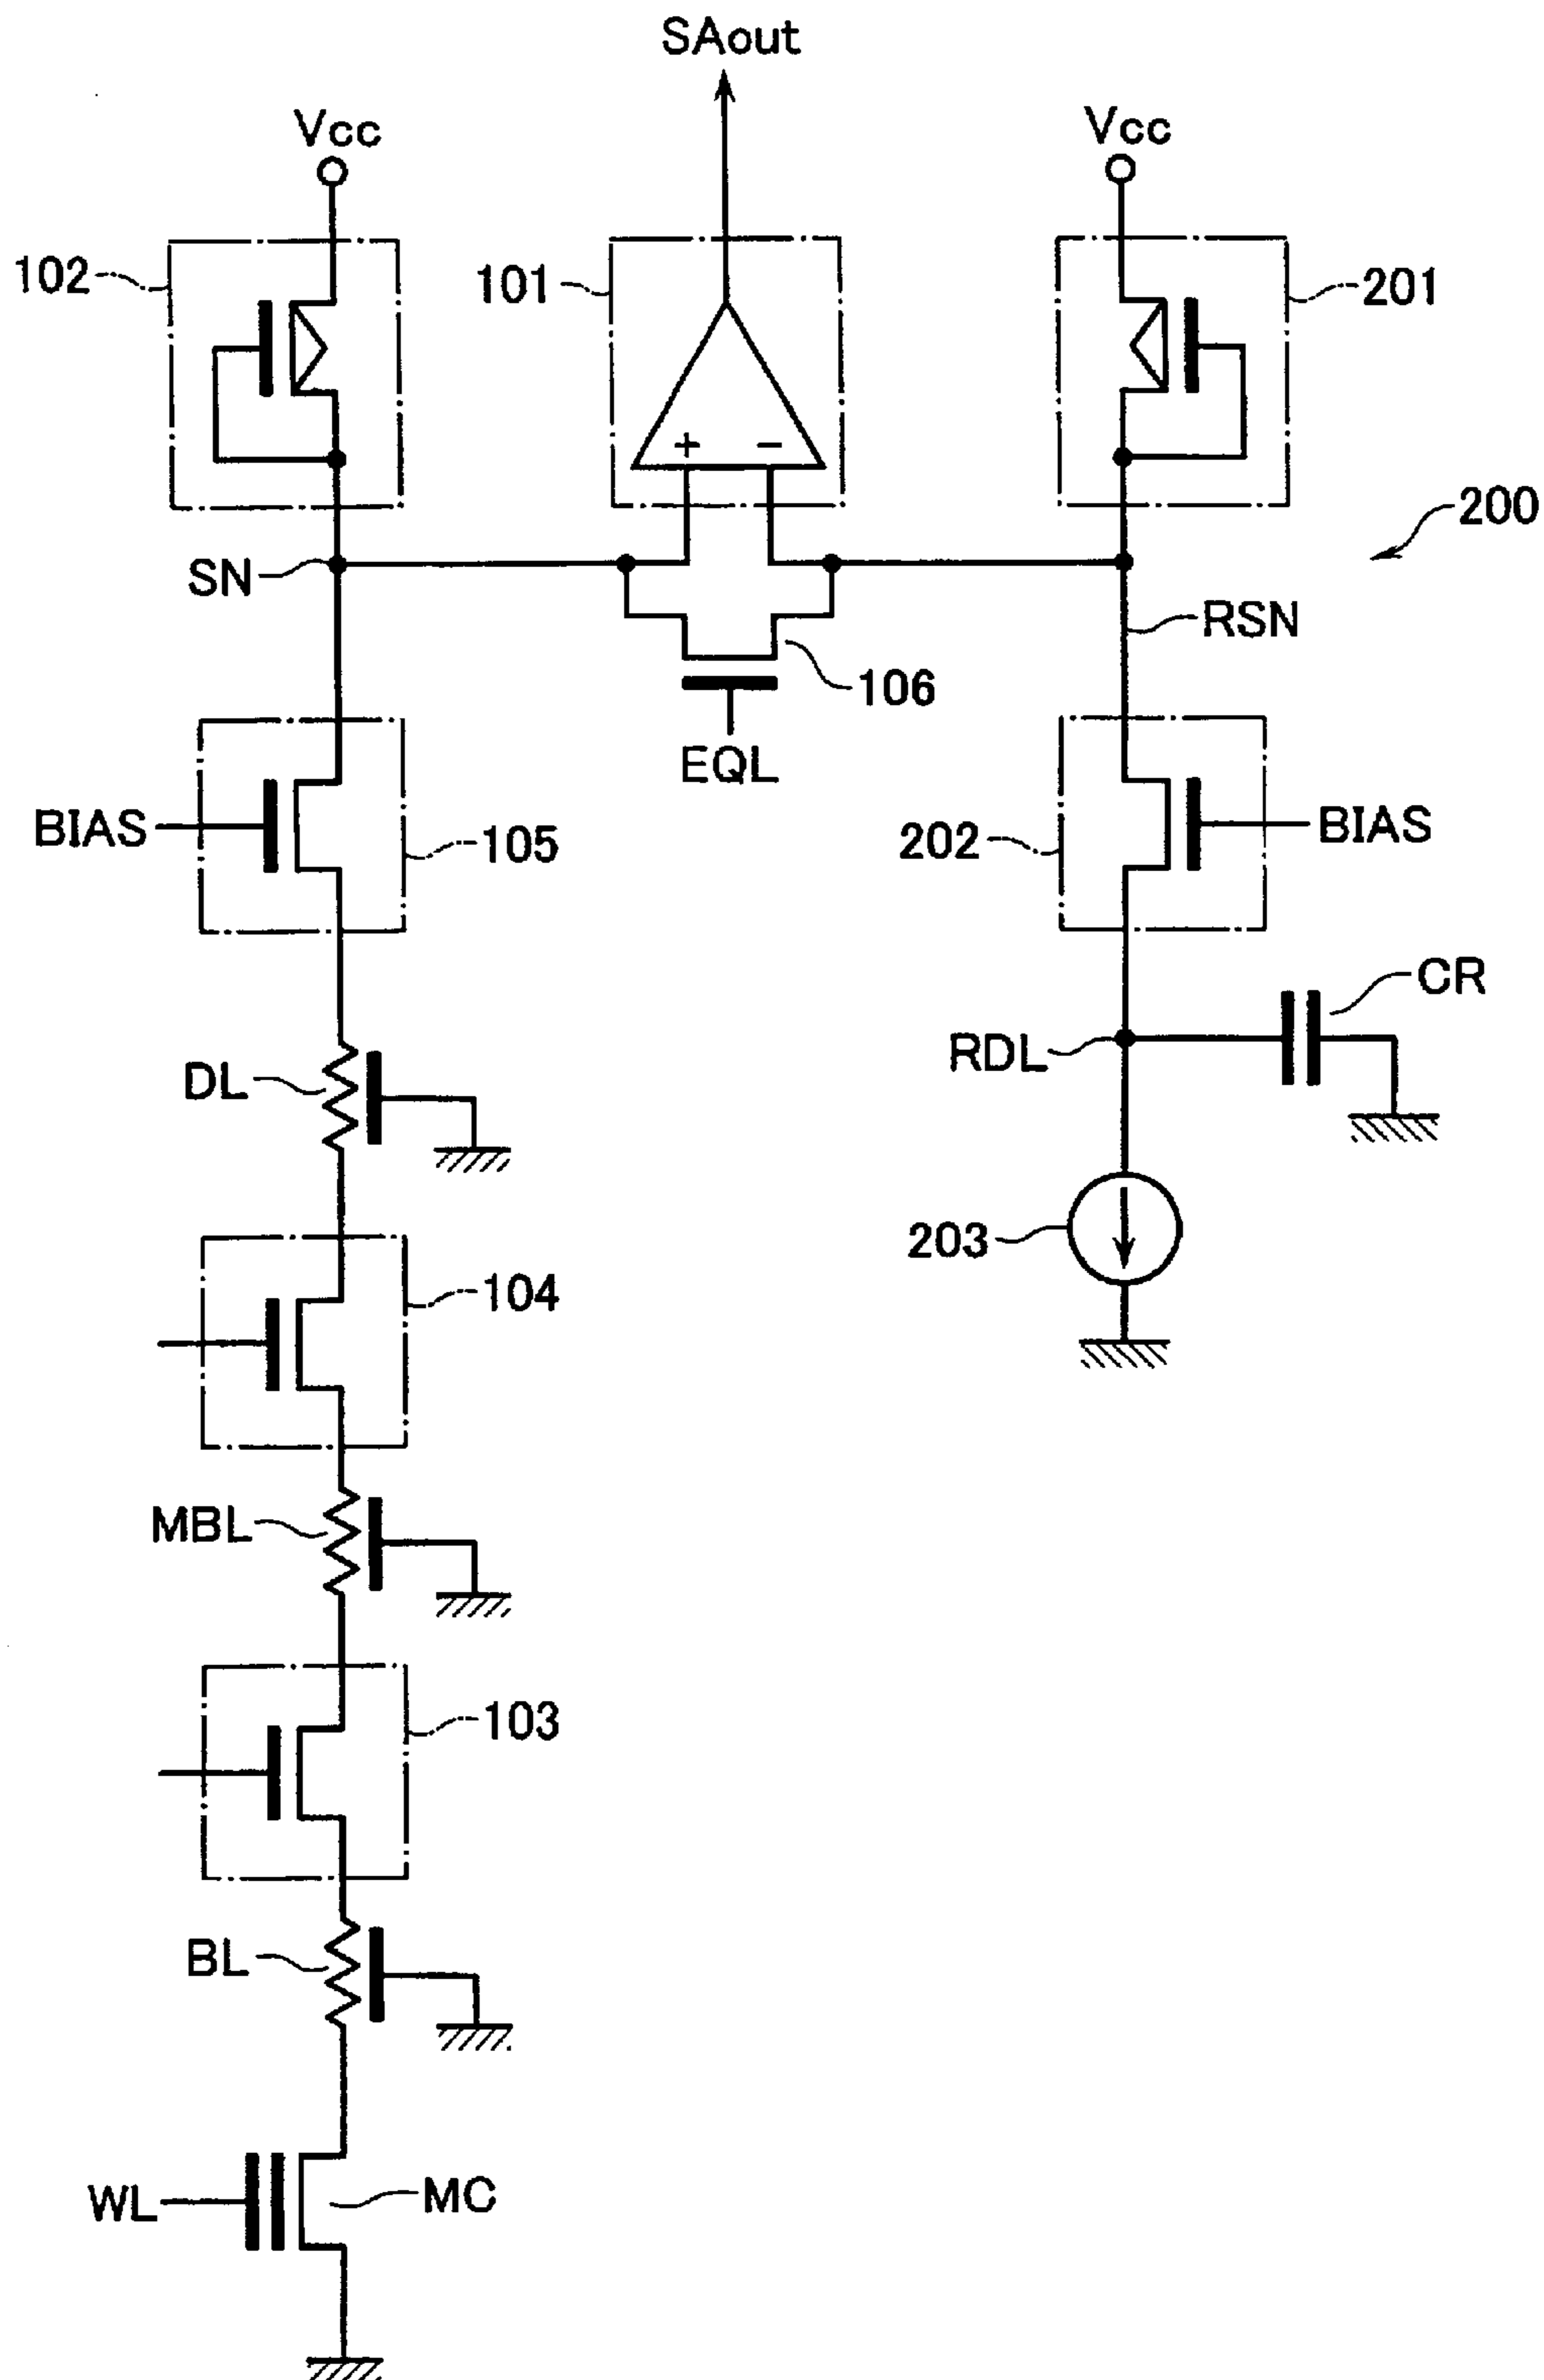 SAout
Vcc
Vcc
102
101
201
200
SN
RSN
106
EQL
BIAS
105
202
BIAS
CR
RDL
DL
203
104
MBL
103
BL
WL
MC
+
−